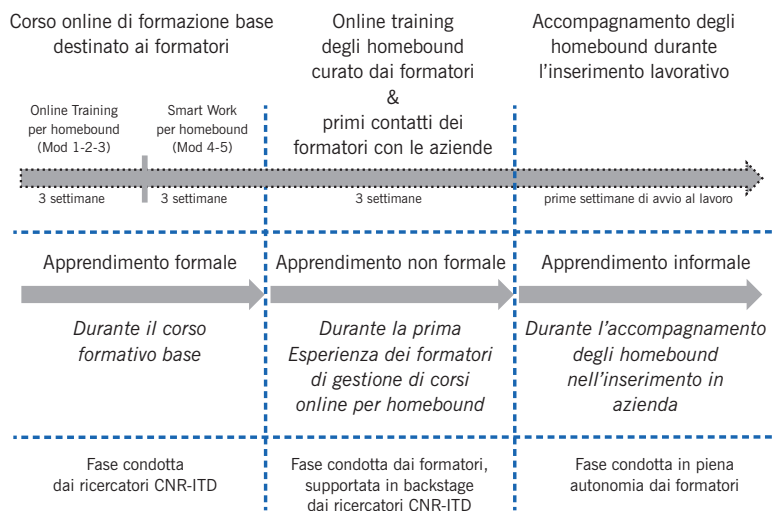 Corso online di formazione base
destinato ai formatori
Online training
degli homebound
curato dai formatori
&
primi contatti dei
formatori con le aziende
Accompagnamento degli
homebound durante
l'inserimento lavorativo
Online Training
per homebound
(Mod 1-2-3)
Smart Work
per homebound
(Mod 4-5)
3 settimane
3 settimane
3 settimane
prime settimane di avvio al lavoro
Apprendimento formale
Apprendimento non formale
Apprendimento informale
Durante il corso
formativo base
Durante la prima
Esperienza dei formatori
di gestione di corsi
online per homebound
Durante l'accompagnamento
degli homebound
nell'inserimento in
azienda
Fase condotta
dai ricercatori CNR-ITD
Fase condotta dai formatori,
supportata in backstage
dai ricercatori CNR-ITD
Fase condotta in piena
autonomia dai formatori